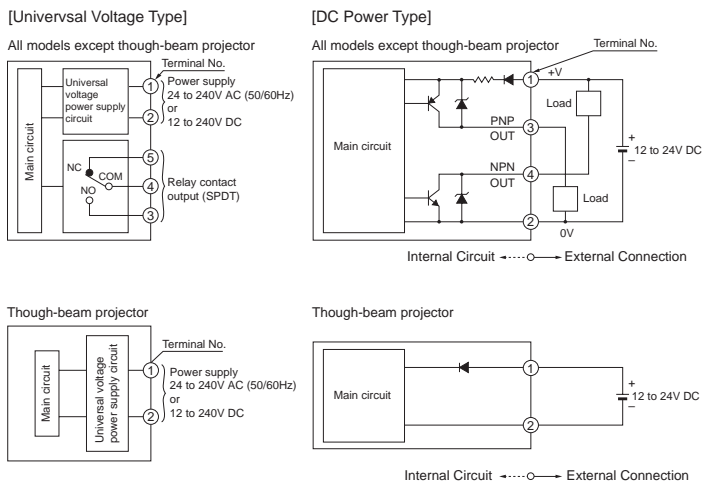 [Univervsal Voltage Type]
All models except though-beam projector
Terminal No.
Main circuit
Universal
voltage
power supply
circuit
1
2
Power supply
24 to 240V AC (50/60Hz)
or
12 to 240V DC
NC
COM
NO
5
4
3
Relay contact
output (SPDT)
[DC Power Type]
All models except though-beam projector
Terminal No.
Main circuit
1
+V
Load
PNP
OUT
3
NPN
OUT
4
Load
2
0V
+
12 to 24V DC
–
Internal Circuit
External Connection
Though-beam projector
Terminal No.
Main circuit
Universal voltage
power supply circuit
1
2
Power supply
24 to 240V AC (50/60Hz)
or
12 to 240V DC
Though-beam projector
Main circuit
1
2
+
12 to 24V DC
–
Internal Circuit
External Connection